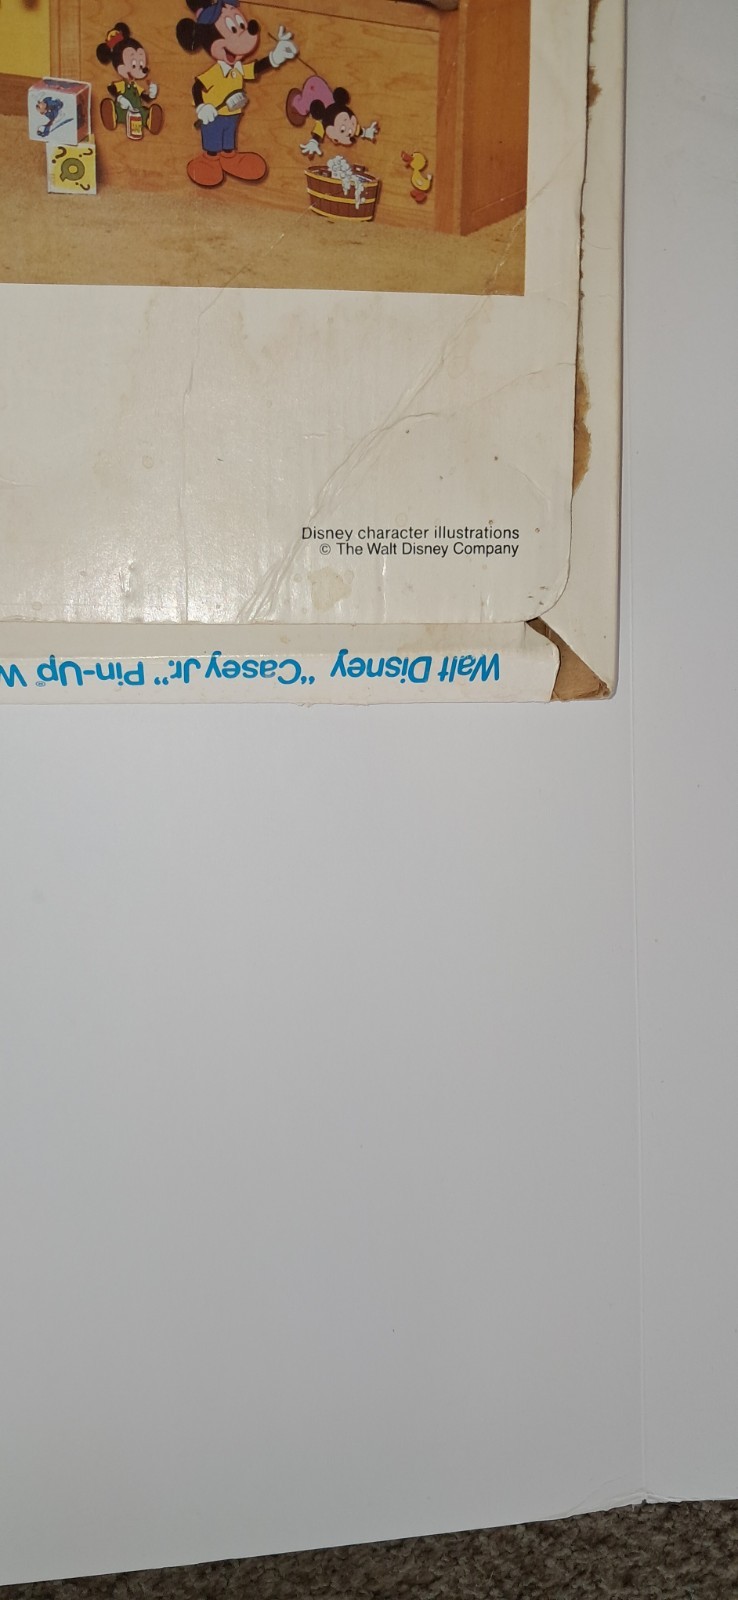 Disney character illustrations
© The Walt Disney Company
Walt Disney "Casey Jr." Pin-Up®